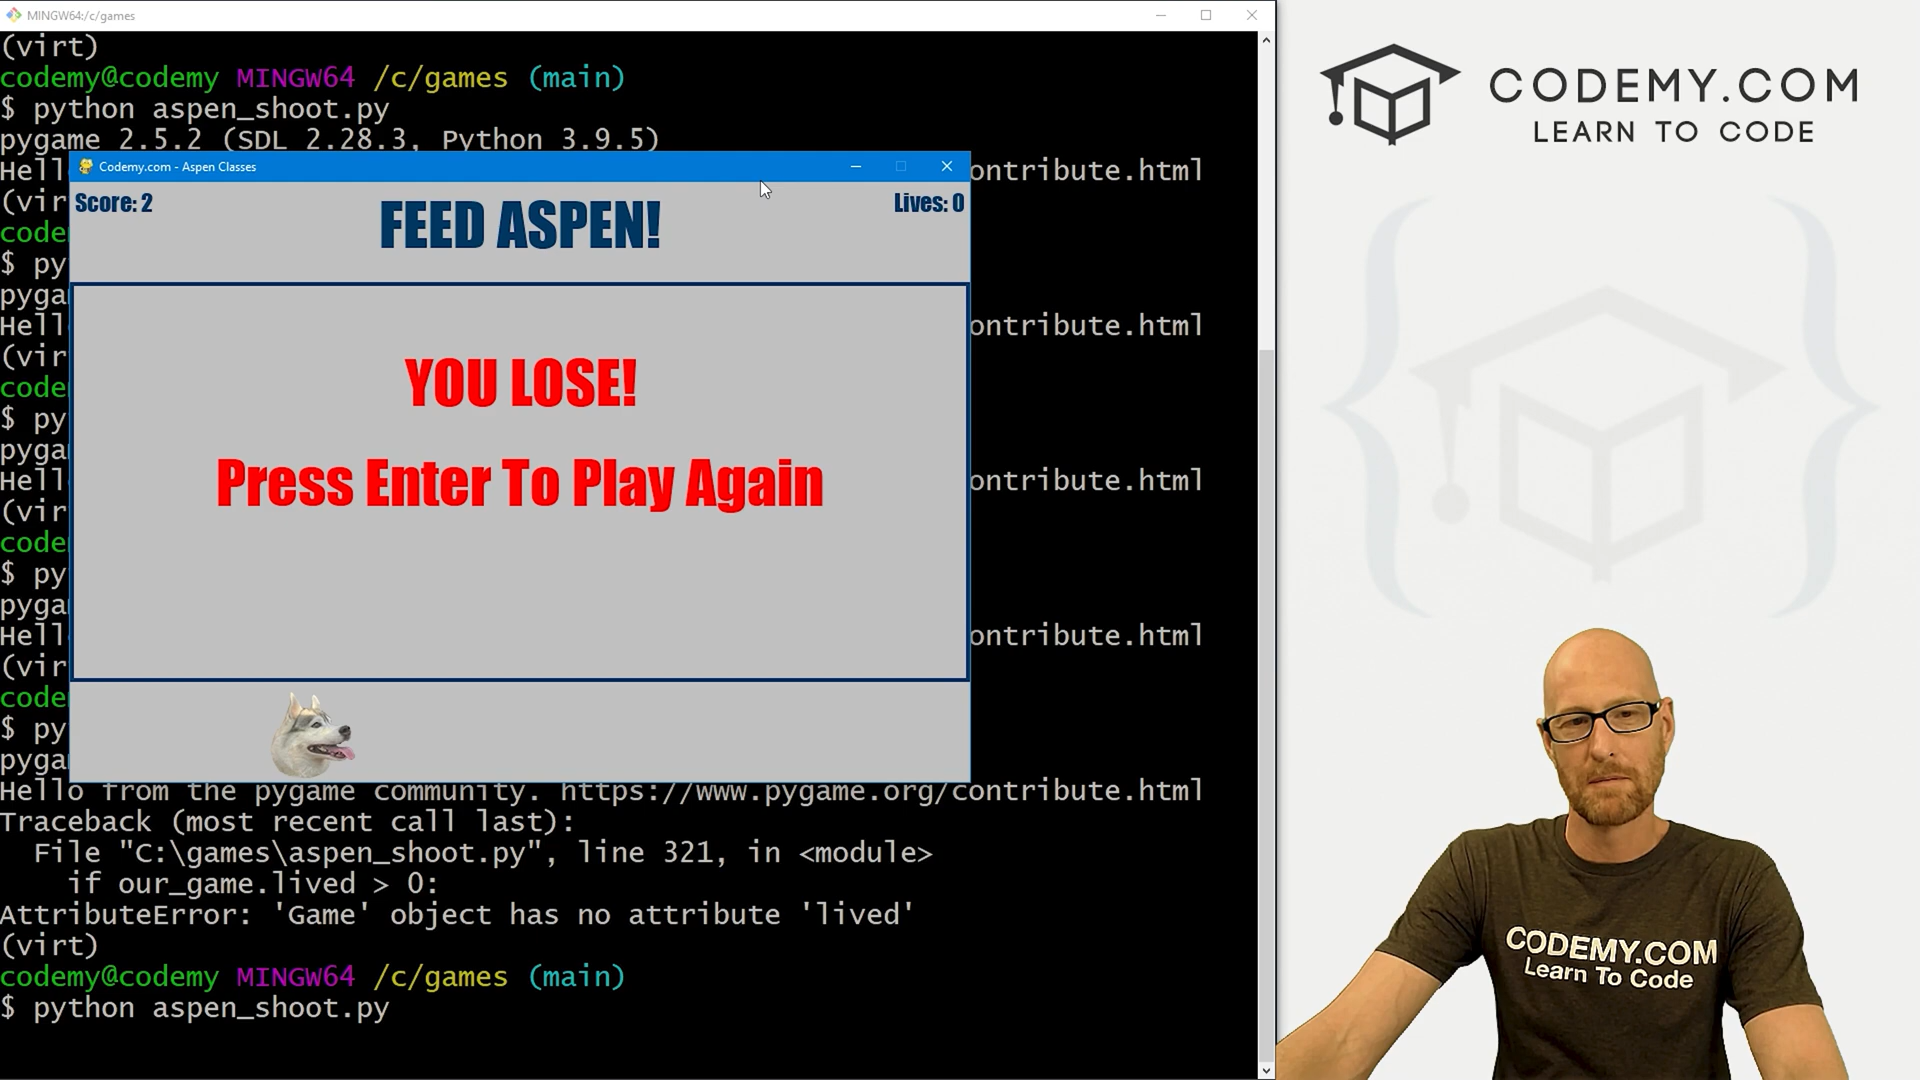 MINGW64:/c/games
(virt)
codemy@codemy MINGW64 /c/games (main)
$ python aspen_shoot.py
pygame 2.5.2 (SDL 2.28.3, Python 3.9.5)
Hell
ontribute.html
Codemy.com - Aspen Classes
Score: 2
FEED ASPEN!
Lives: 0
YOU LOSE!
Press Enter To Play Again
(vir
code
$ py
pyga
Hell
ontribute.html
(vir
code
$ py
pyga
Hell
ontribute.html
(vir
code
$ py
pyga
Hell
ontribute.html
(vir
code
$ py
pyga
Hello from the pygame community. https://www.pygame.org/contribute.html
Traceback (most recent call last):
File "C:\games\aspen_shoot.py", line 321, in <module>
if our_game.lived > 0:
AttributeError: 'Game' object has no attribute 'lived'
(virt)
codemy@codemy MINGW64 /c/games (main)
$ python aspen_shoot.py
CODEMY.COM
LEARN TO CODE
CODEMY.COM
Learn To Code